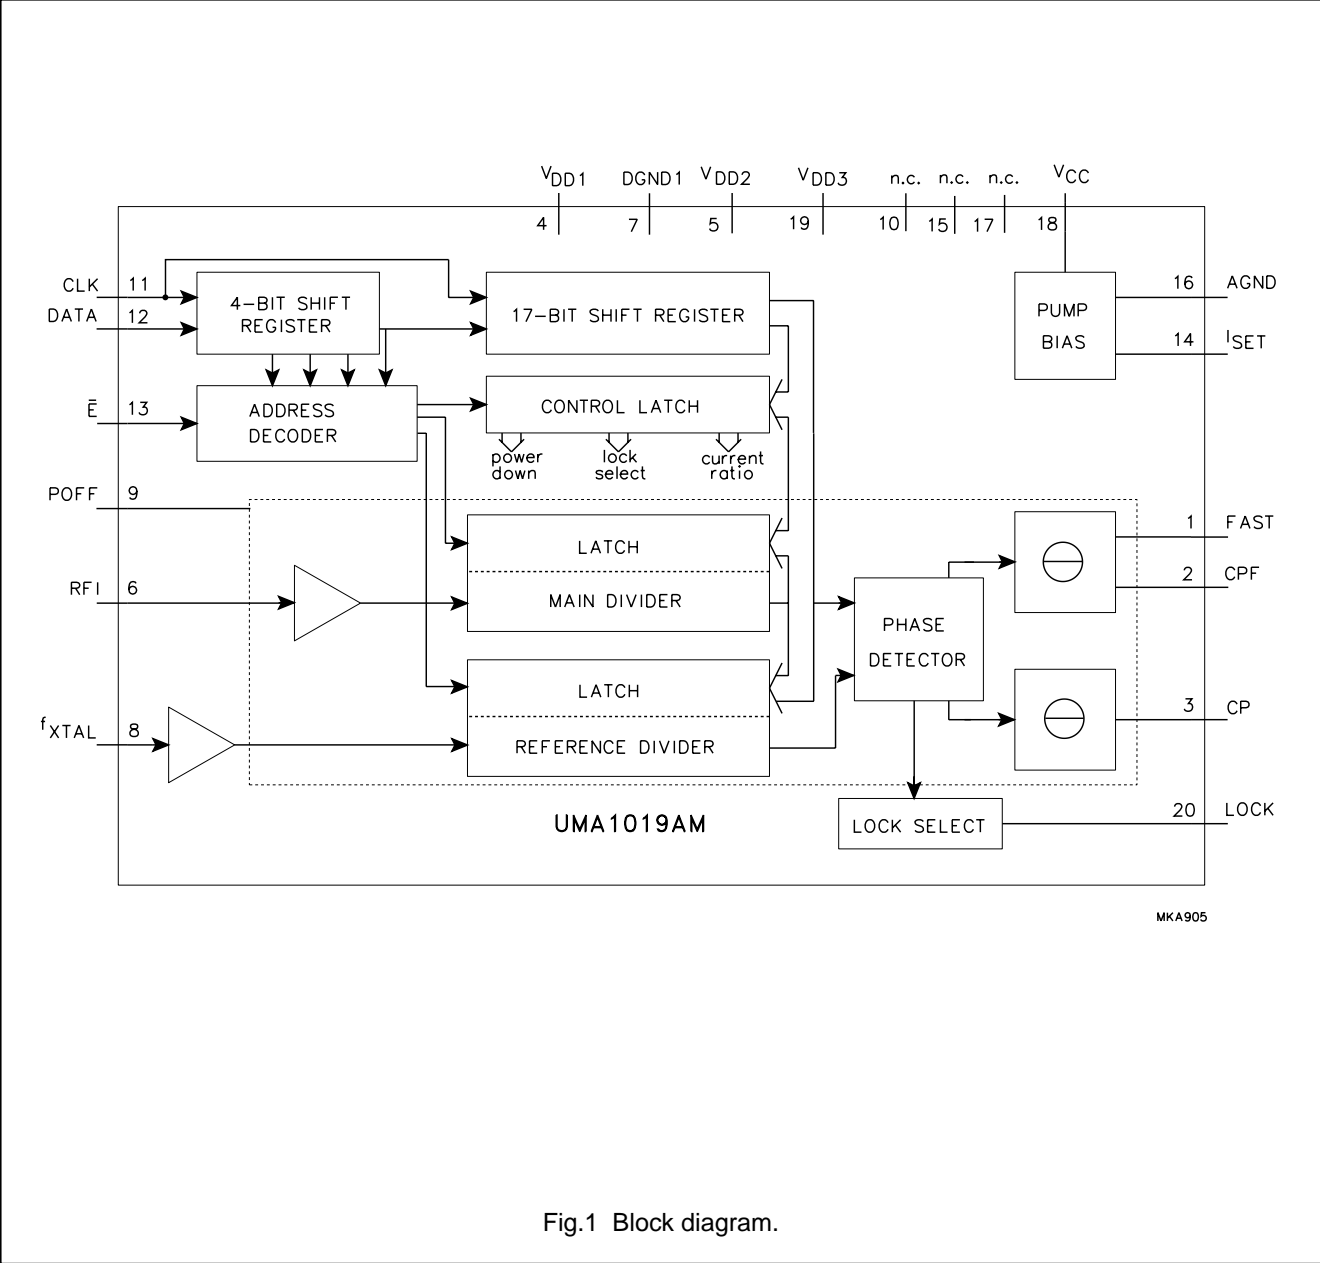 VDD1 DGND1 VDD2 VDD3 n.c. n.c. n.c. VCC
4 7 5 19 10 15 17 18
CLK 11
DATA 12
4-BIT SHIFT
REGISTER
17-BIT SHIFT REGISTER
PUMP
BIAS
16 AGND
14 ISET
E̅ 13
ADDRESS
DECODER
CONTROL LATCH
power
down
lock
select
current
ratio
POFF 9
LATCH
MAIN DIVIDER
1 FAST
2 CPF
RFI 6
PHASE
DETECTOR
LATCH
REFERENCE DIVIDER
3 CP
fXTAL 8
UMA1019AM
LOCK SELECT
20 LOCK
MKA905
Fig.1 Block diagram.